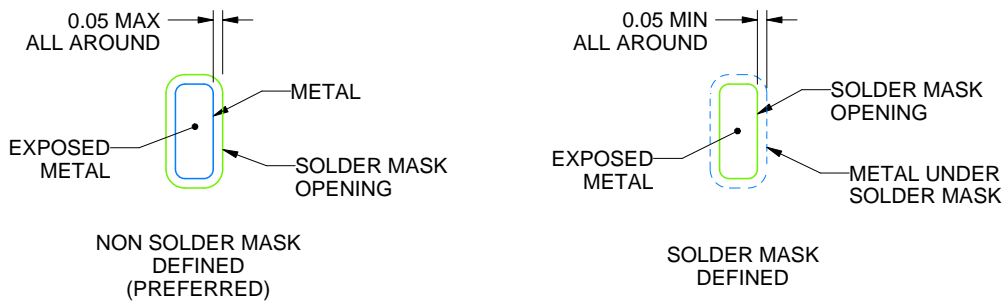 0.05 MAX
ALL AROUND
METAL
EXPOSED
METAL
SOLDER MASK
OPENING
NON SOLDER MASK
DEFINED
(PREFERRED)
0.05 MIN
ALL AROUND
SOLDER MASK
OPENING
EXPOSED
METAL
METAL UNDER
SOLDER MASK
SOLDER MASK
DEFINED